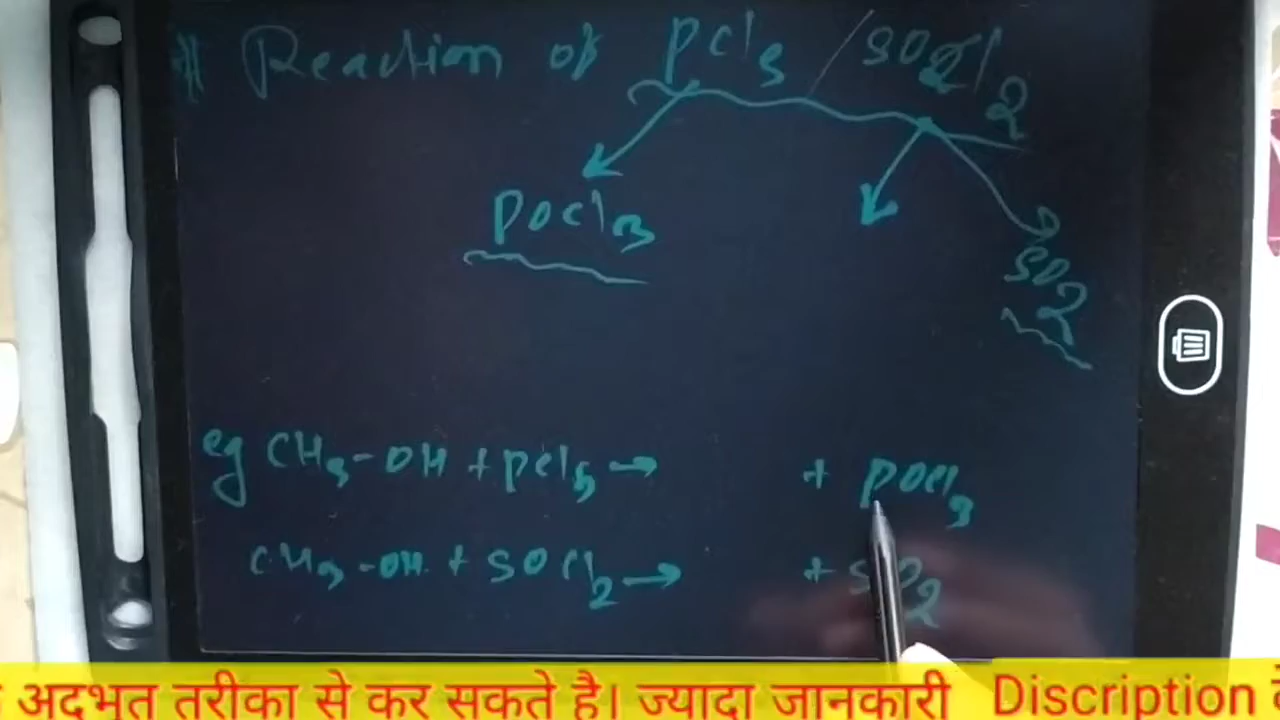 # Reaction of PCl5 / SOCl2
POCl3
SO2
eg CH3-OH + PCl5 → + POCl3
CH3-OH + SOCl2 → + SO2
अदभूत तरीका से कर सकते है। ज्यादा जानकारी Discription